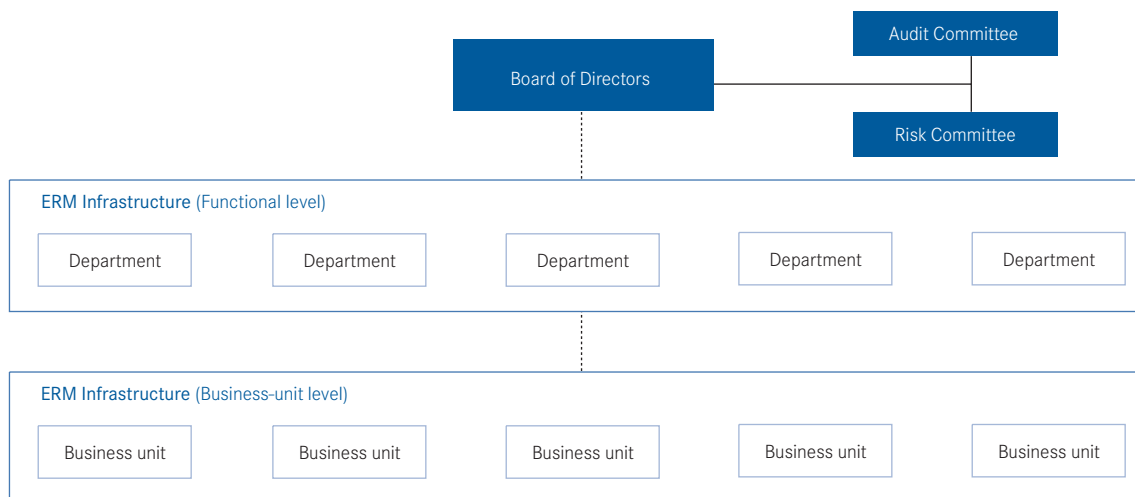 Audit Committee
Board of Directors
Risk Committee
ERM Infrastructure (Functional level)
Department
Department
Department
Department
Department
ERM Infrastructure (Business-unit level)
Business unit
Business unit
Business unit
Business unit
Business unit